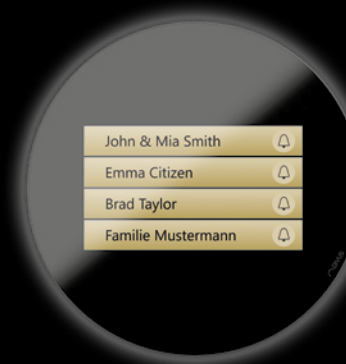 John & Mia Smith
Emma Citizen
Brad Taylor
Familie Mustermann